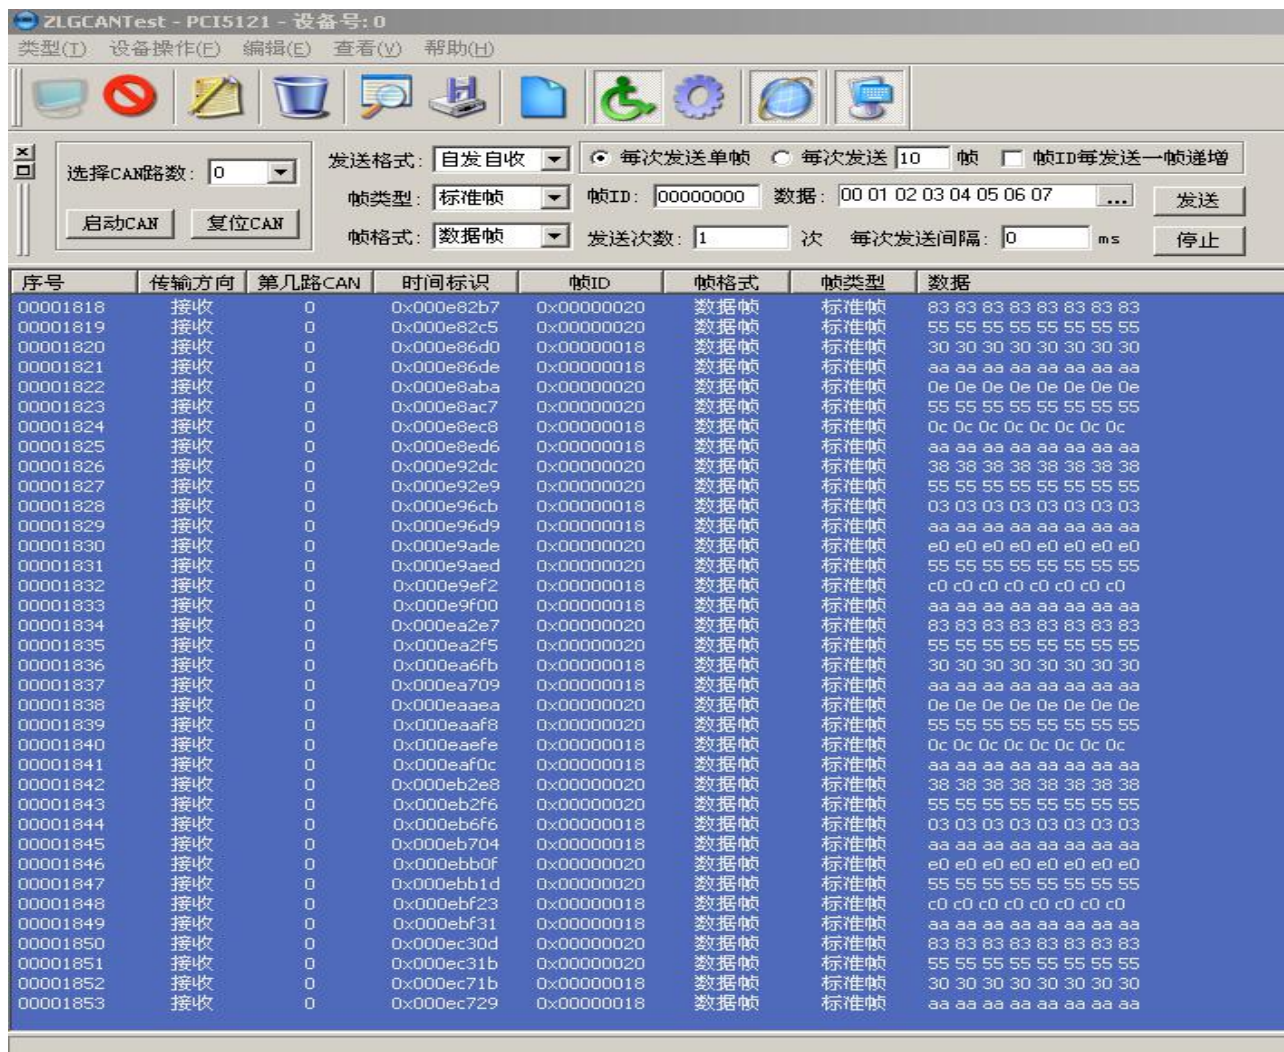 ZLGCANTest - PCI5121 - 设备号: 0
类型(T) 设备操作(F) 编辑(E) 查看(V) 帮助(H)
选择CAN路数: 0 发送格式: 自发自收 每次发送单帧 每次发送 10 帧 帧ID每发送一帧递增
帧类型: 标准帧 帧ID: 00000000 数据: 00 01 02 03 04 05 06 07 ... 发送
启动CAN 复位CAN 帧格式: 数据帧 发送次数: 1 次 每次发送间隔: 0 ms 停止
序号 传输方向 第几路CAN 时间标识 帧ID 帧格式 帧类型 数据
00001818 接收 0 0x000e82b7 0x00000020 数据帧 标准帧 83 83 83 83 83 83 83 83
00001819 接收 0 0x000e82c5 0x00000020 数据帧 标准帧 55 55 55 55 55 55 55 55
00001820 接收 0 0x000e86d0 0x00000018 数据帧 标准帧 30 30 30 30 30 30 30 30
00001821 接收 0 0x000e86de 0x00000018 数据帧 标准帧 aa aa aa aa aa aa aa aa
00001822 接收 0 0x000e8aba 0x00000020 数据帧 标准帧 0e 0e 0e 0e 0e 0e 0e 0e
00001823 接收 0 0x000e8ac7 0x00000020 数据帧 标准帧 55 55 55 55 55 55 55 55
00001824 接收 0 0x000e8ec8 0x00000018 数据帧 标准帧 0c 0c 0c 0c 0c 0c 0c 0c
00001825 接收 0 0x000e8ed6 0x00000018 数据帧 标准帧 aa aa aa aa aa aa aa aa
00001826 接收 0 0x000e92dc 0x00000020 数据帧 标准帧 38 38 38 38 38 38 38 38
00001827 接收 0 0x000e92e9 0x00000020 数据帧 标准帧 55 55 55 55 55 55 55 55
00001828 接收 0 0x000e96cb 0x00000018 数据帧 标准帧 03 03 03 03 03 03 03 03
00001829 接收 0 0x000e96d9 0x00000018 数据帧 标准帧 aa aa aa aa aa aa aa aa
00001830 接收 0 0x000e9ade 0x00000020 数据帧 标准帧 e0 e0 e0 e0 e0 e0 e0 e0
00001831 接收 0 0x000e9aed 0x00000020 数据帧 标准帧 55 55 55 55 55 55 55 55
00001832 接收 0 0x000e9ef2 0x00000018 数据帧 标准帧 c0 c0 c0 c0 c0 c0 c0 c0
00001833 接收 0 0x000e9f00 0x00000018 数据帧 标准帧 aa aa aa aa aa aa aa aa
00001834 接收 0 0x000ea2e7 0x00000020 数据帧 标准帧 83 83 83 83 83 83 83 83
00001835 接收 0 0x000ea2f5 0x00000020 数据帧 标准帧 55 55 55 55 55 55 55 55
00001836 接收 0 0x000ea6fb 0x00000018 数据帧 标准帧 30 30 30 30 30 30 30 30
00001837 接收 0 0x000ea709 0x00000018 数据帧 标准帧 aa aa aa aa aa aa aa aa
00001838 接收 0 0x000eaaea 0x00000020 数据帧 标准帧 0e 0e 0e 0e 0e 0e 0e 0e
00001839 接收 0 0x000eaaf8 0x00000020 数据帧 标准帧 55 55 55 55 55 55 55 55
00001840 接收 0 0x000eaefe 0x00000018 数据帧 标准帧 0c 0c 0c 0c 0c 0c 0c 0c
00001841 接收 0 0x000eaf0c 0x00000018 数据帧 标准帧 aa aa aa aa aa aa aa aa
00001842 接收 0 0x000eb2e8 0x00000020 数据帧 标准帧 38 38 38 38 38 38 38 38
00001843 接收 0 0x000eb2f6 0x00000020 数据帧 标准帧 55 55 55 55 55 55 55 55
00001844 接收 0 0x000eb6f6 0x00000018 数据帧 标准帧 03 03 03 03 03 03 03 03
00001845 接收 0 0x000eb704 0x00000018 数据帧 标准帧 aa aa aa aa aa aa aa aa
00001846 接收 0 0x000ebb0f 0x00000020 数据帧 标准帧 e0 e0 e0 e0 e0 e0 e0 e0
00001847 接收 0 0x000ebb1d 0x00000020 数据帧 标准帧 55 55 55 55 55 55 55 55
00001848 接收 0 0x000ebf23 0x00000018 数据帧 标准帧 c0 c0 c0 c0 c0 c0 c0 c0
00001849 接收 0 0x000ebf31 0x00000018 数据帧 标准帧 aa aa aa aa aa aa aa aa
00001850 接收 0 0x000ec30d 0x00000020 数据帧 标准帧 83 83 83 83 83 83 83 83
00001851 接收 0 0x000ec31b 0x00000020 数据帧 标准帧 55 55 55 55 55 55 55 55
00001852 接收 0 0x000ec71b 0x00000018 数据帧 标准帧 30 30 30 30 30 30 30 30
00001853 接收 0 0x000ec729 0x00000018 数据帧 标准帧 aa aa aa aa aa aa aa aa